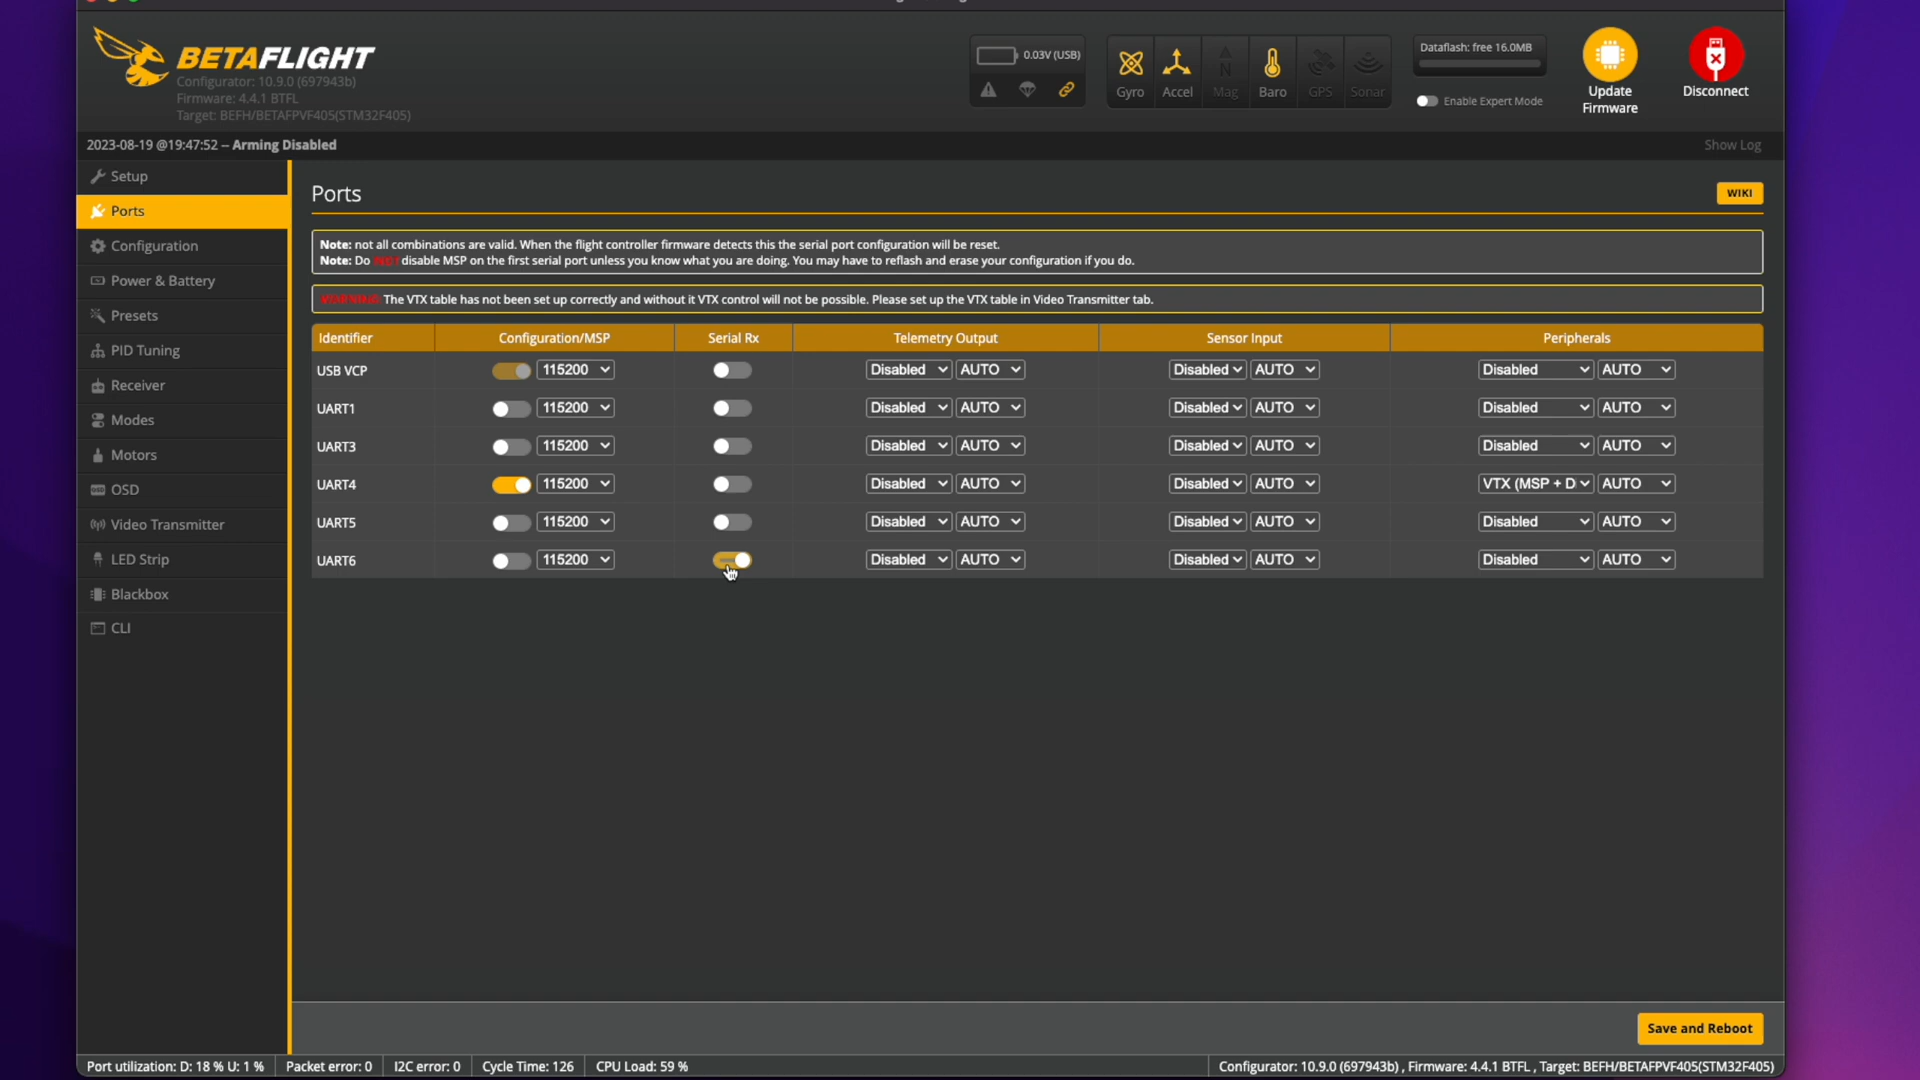 BETAFLIGHT
Configurator: 10.9.0 (697943b)
Firmware: 4.4.1 BTFL
Target: BEFH/BETAFPVF405(STM32F405)
0.03V (USB)
Gyro Accel Mag Baro GPS Sonar
Dataflash: free 16.0MB
Enable Expert Mode
Update Firmware
Disconnect
2023-08-19 @19:47:52 – Arming Disabled
Show Log
Setup
Ports
Configuration
Power & Battery
Presets
PID Tuning
Receiver
Modes
Motors
OSD
Video Transmitter
LED Strip
Blackbox
CLI
Ports
WIKI
Note: not all combinations are valid. When the flight controller firmware detects this the serial port configuration will be reset.
Note: Do NOT disable MSP on the first serial port unless you know what you are doing. You may have to reflash and erase your configuration if you do.
WARNING: The VTX table has not been set up correctly and without it VTX control will not be possible. Please set up the VTX table in Video Transmitter tab.
Identifier Configuration/MSP Serial Rx Telemetry Output Sensor Input Peripherals
USB VCP 115200 Disabled AUTO Disabled AUTO Disabled AUTO
UART1 115200 Disabled AUTO Disabled AUTO Disabled AUTO
UART3 115200 Disabled AUTO Disabled AUTO Disabled AUTO
UART4 115200 Disabled AUTO Disabled AUTO VTX (MSP + D AUTO
UART5 115200 Disabled AUTO Disabled AUTO Disabled AUTO
UART6 115200 Disabled AUTO Disabled AUTO Disabled AUTO
Save and Reboot
Port utilization: D: 18 % U: 1 % Packet error: 0 I2C error: 0 Cycle Time: 126 CPU Load: 59 % Configurator: 10.9.0 (697943b) , Firmware: 4.4.1 BTFL , Target: BEFH/BETAFPVF405(STM32F405)